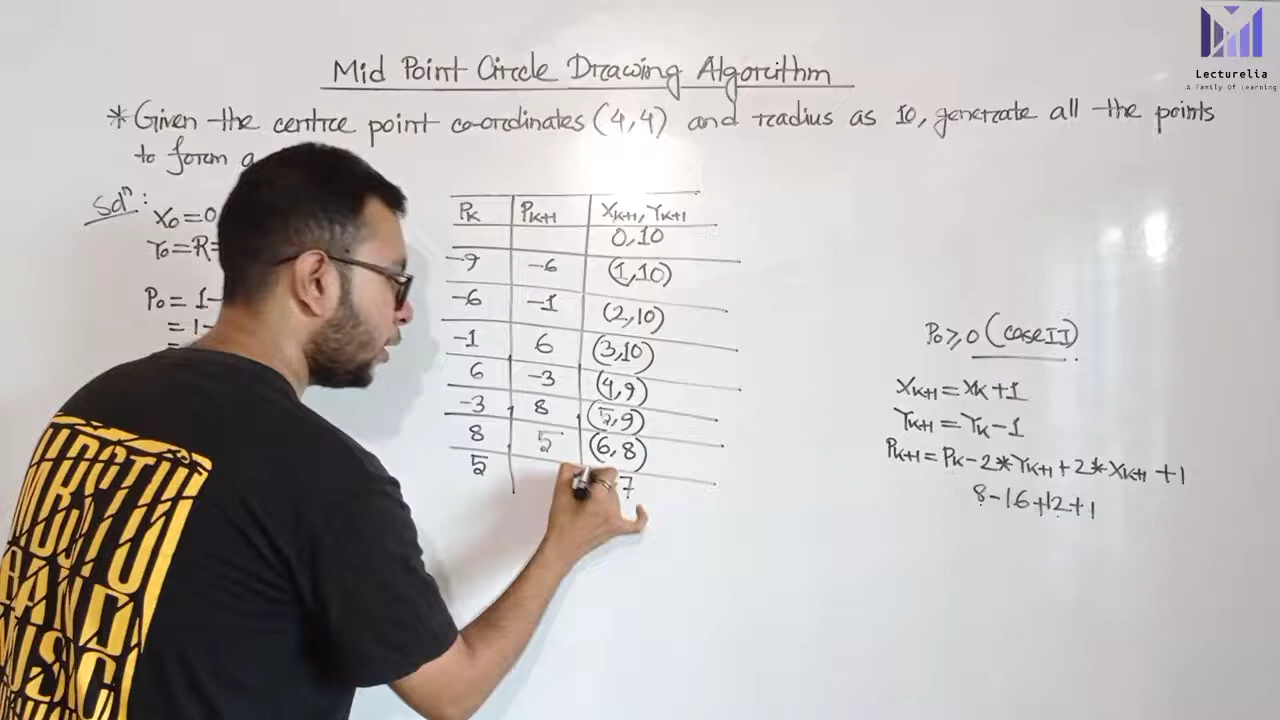 Mid Point Circle Drawing Algorithm
*Given the centre point co-ordinates (4,4) and radius as 10, generate all the points
to form a
Solⁿ:
X₀=0
Y₀=R=
P₀= 1-
= 1-
=
Pₖ Pₖ₊₁ Xₖ₊₁, Yₖ₊₁
0,10
-9 -6 (1,10)
-6 -1 (2,10)
-1 6 (3,10)
6 -3 (4,9)
-3 8 (5,9)
8 5 (6,8)
5 7
P₀≥0 (Case II)
Xₖ₊₁=Xₖ+1
Yₖ₊₁=Yₖ-1
Pₖ₊₁=Pₖ-2*Yₖ₊₁+2*Xₖ₊₁+1
8-16+12+1
Lecturelia
A Family Of Learning